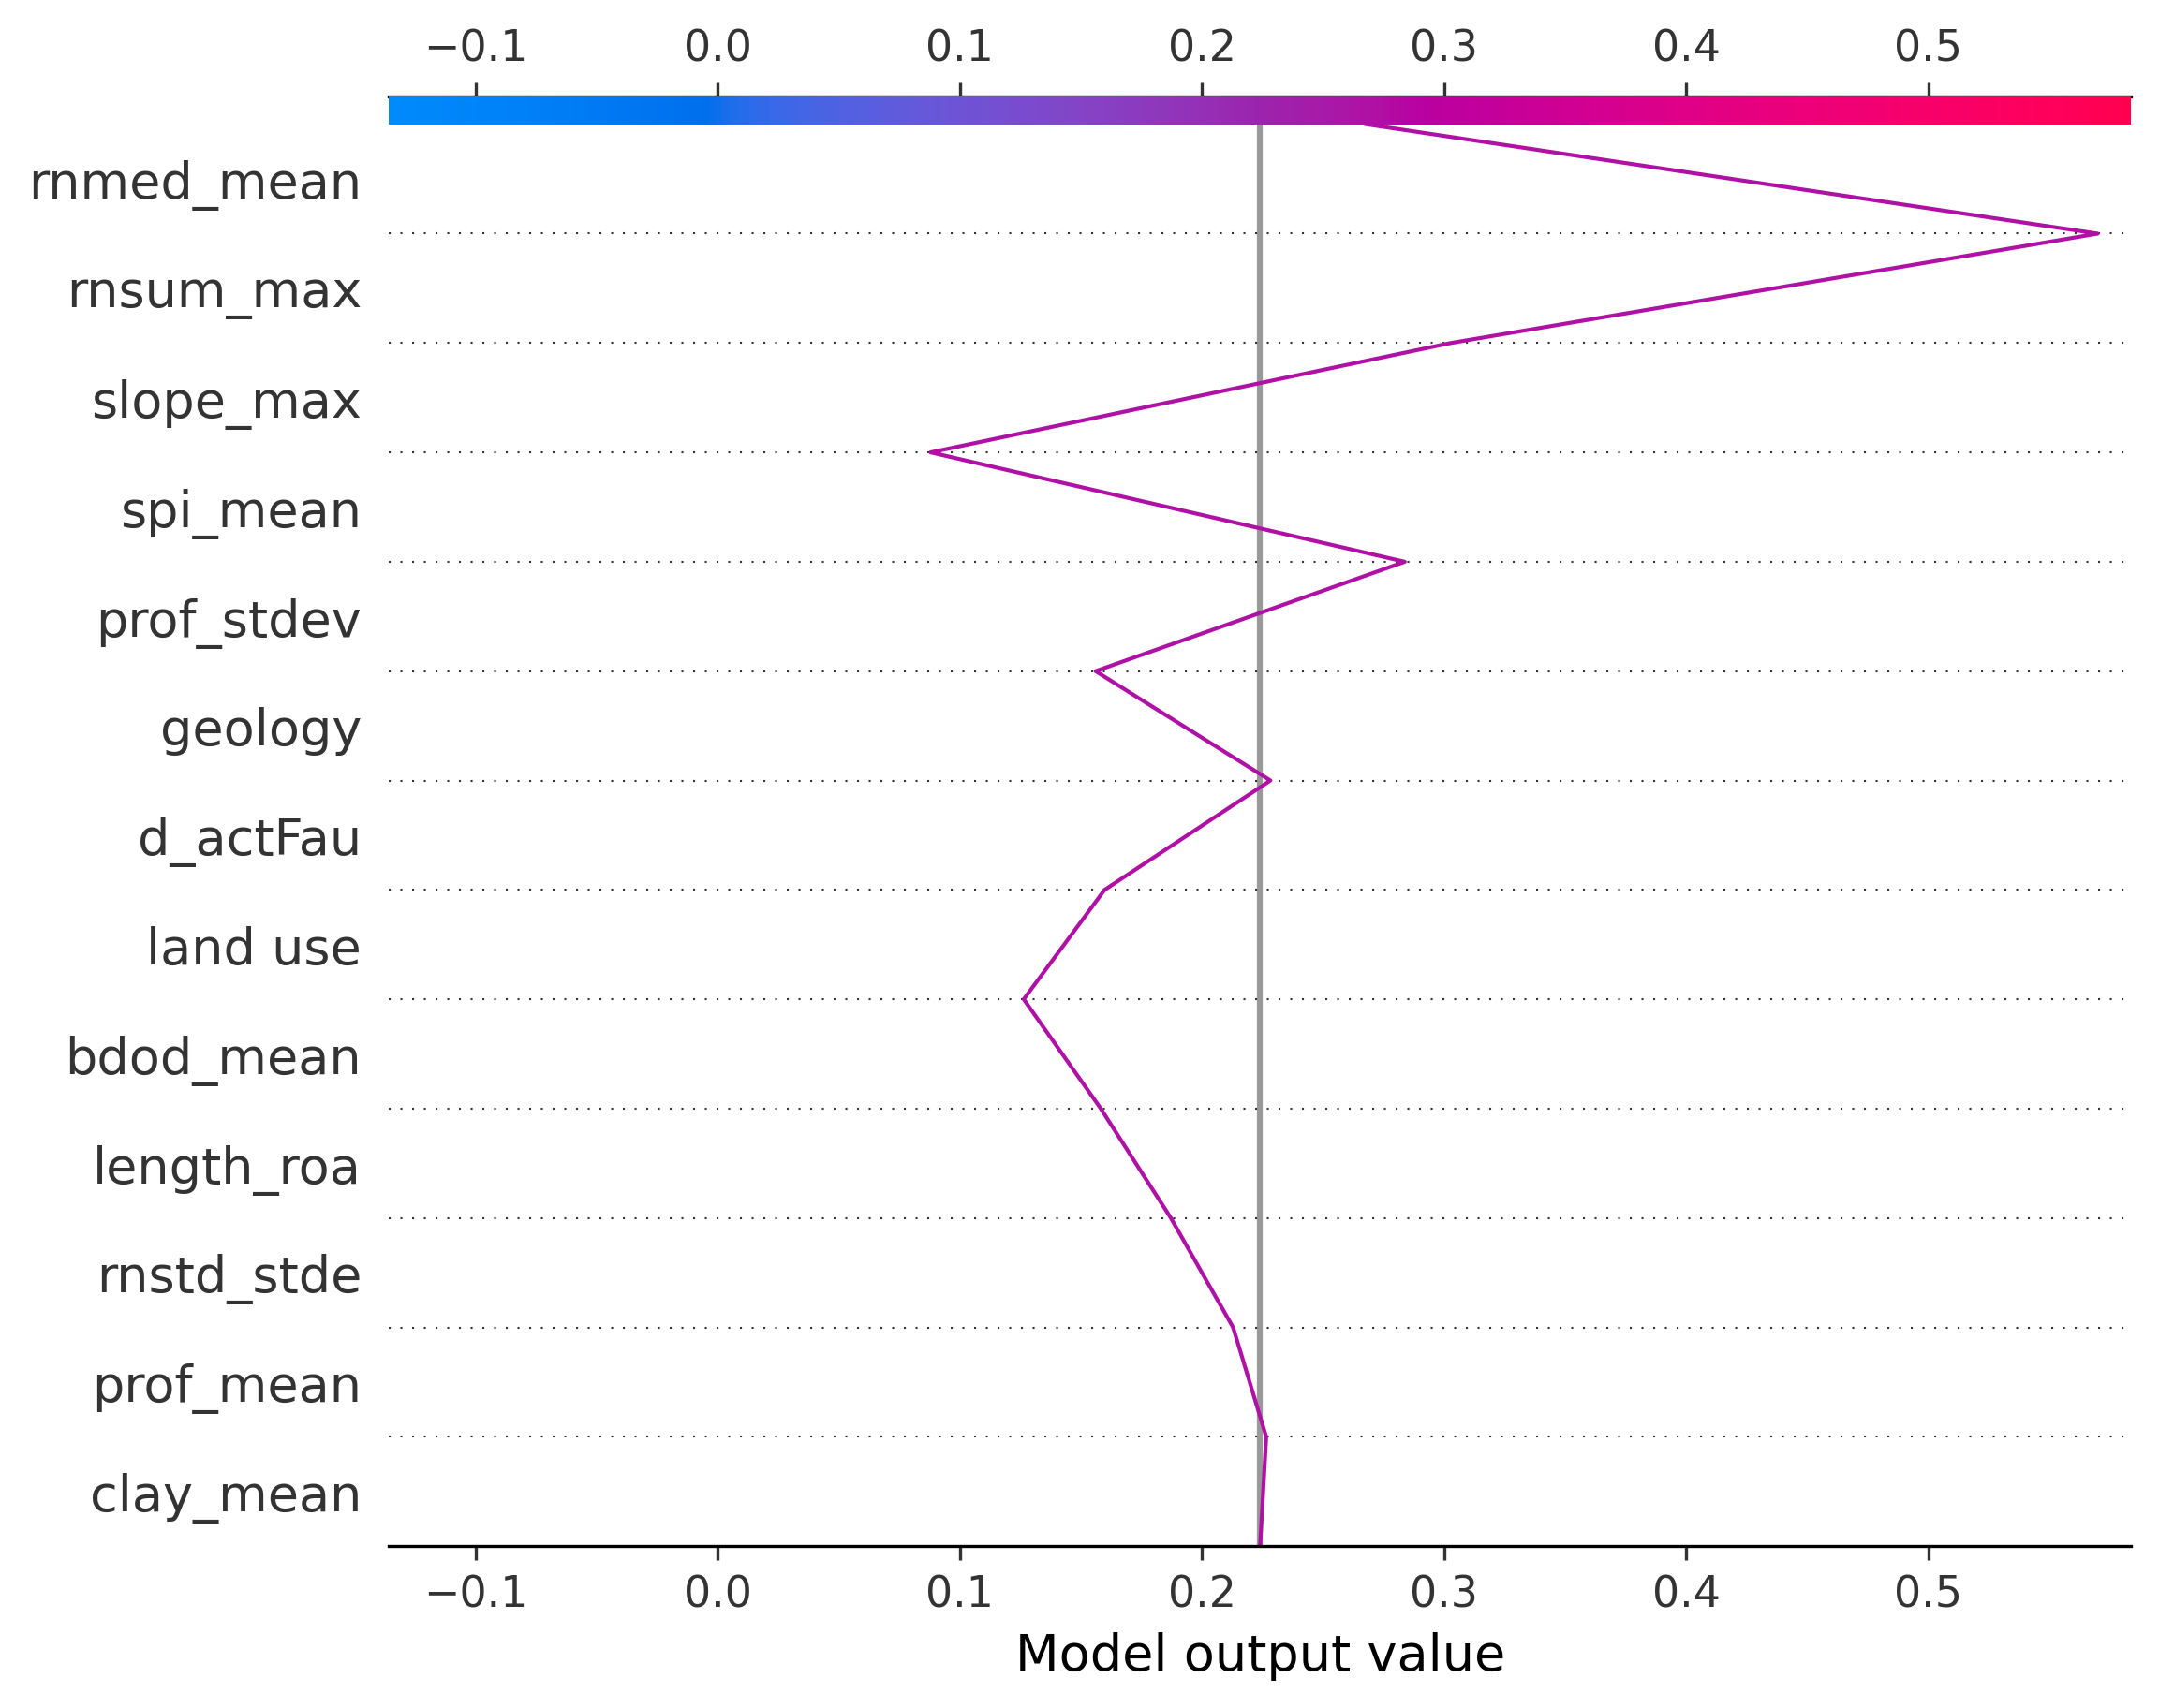 −0.1 0.0 0.1 0.2 0.3 0.4 0.5
rnmed_mean
rnsum_max
slope_max
spi_mean
prof_stdev
geology
d_actFau
land use
bdod_mean
length_roa
rnstd_stde
prof_mean
clay_mean
−0.1 0.0 0.1 0.2 0.3 0.4 0.5
Model output value